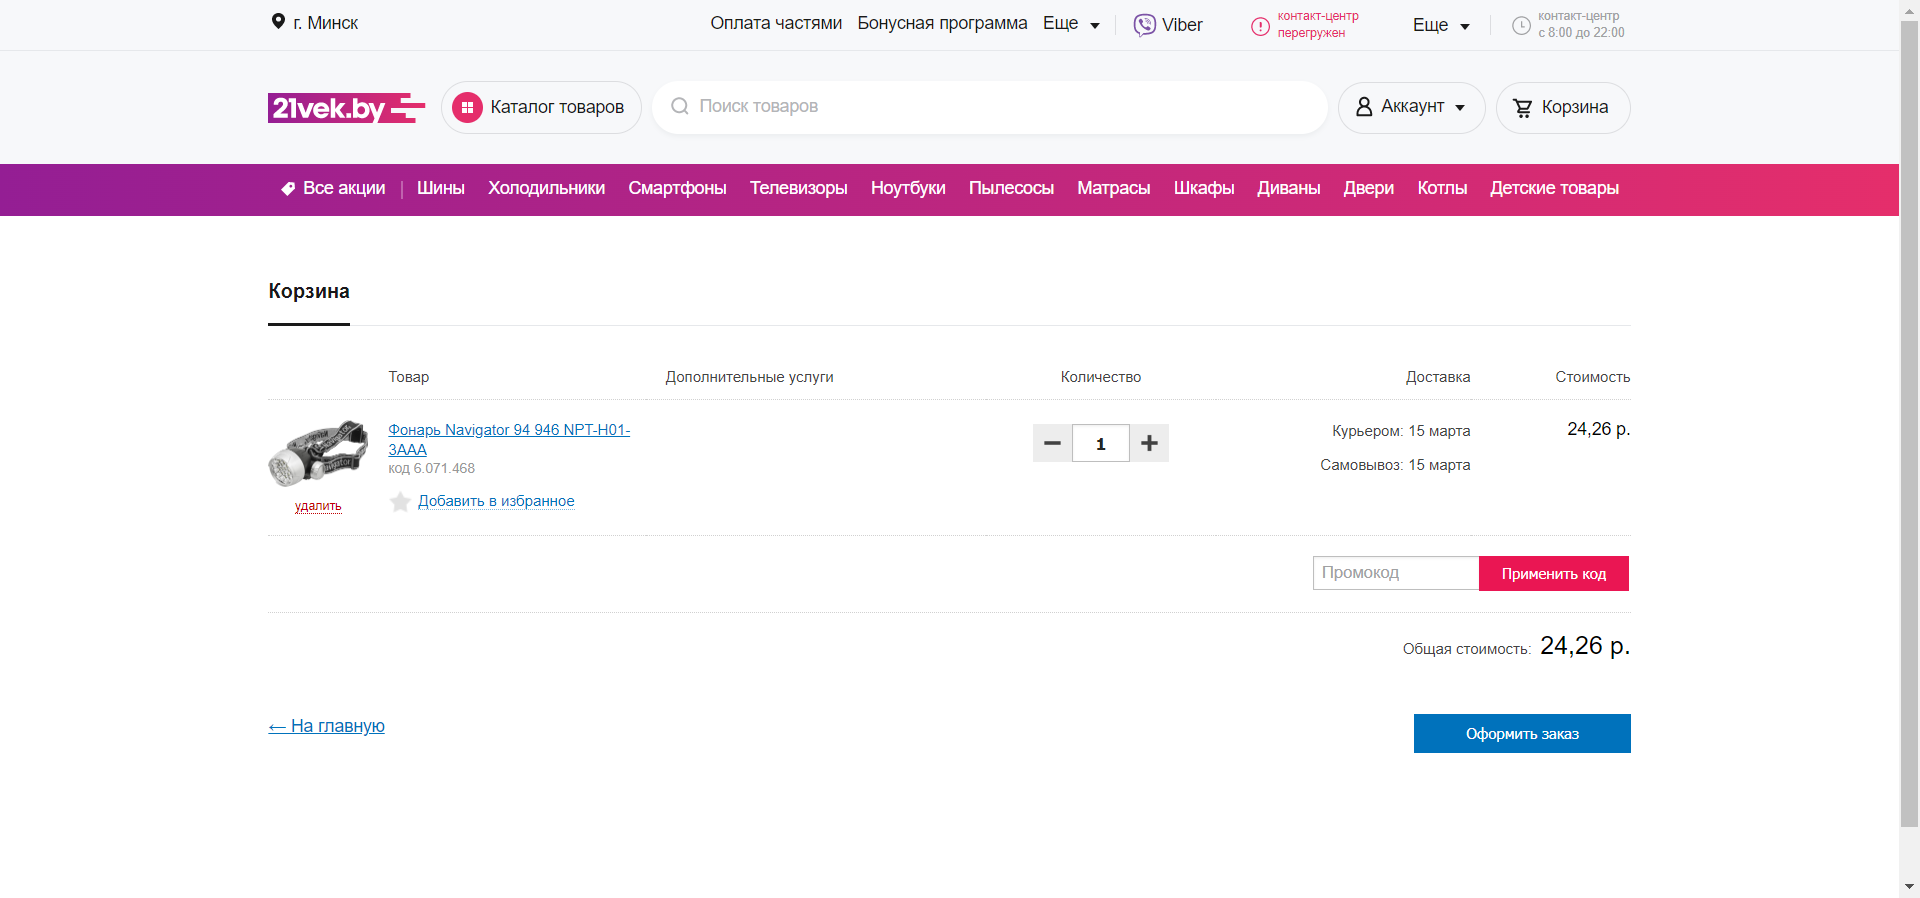 г. Минск
Оплата частями Бонусная программа Еще
Viber
контакт-центр
перегружен
Еще
контакт-центр
с 8:00 до 22:00
21vek.by
Каталог товаров
Поиск товаров
Аккаунт
Корзина
Все акции | Шины Холодильники Смартфоны Телевизоры Ноутбуки Пылесосы Матрасы Шкафы Диваны Двери Котлы Детские товары
Корзина
Товар Дополнительные услуги Количество Доставка Стоимость
Фонарь Navigator 94 946 NPT-H01-
3AAA
код 6.071.468
Добавить в избранное
удалить
1
Курьером: 15 марта
Самовывоз: 15 марта
24,26 р.
Промокод
Применить код
Общая стоимость: 24,26 р.
← На главную
Оформить заказ